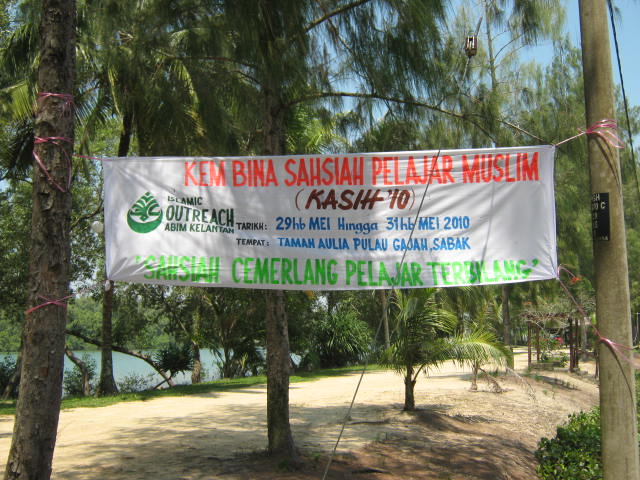 KEM BINA SAHSIAH PELAJAR MUSLIM
(KASIH '10)
ISLAMIC
OUTREACH
ABIM KELANTAN
TARIKH: 29hb MEI HINGGA 31hb MEI 2010
TEMPAT: TAMAN AULIA PULAU GAJAH, SABAK
"SAHSIAH CEMERLANG PELAJAR TERBILANG"